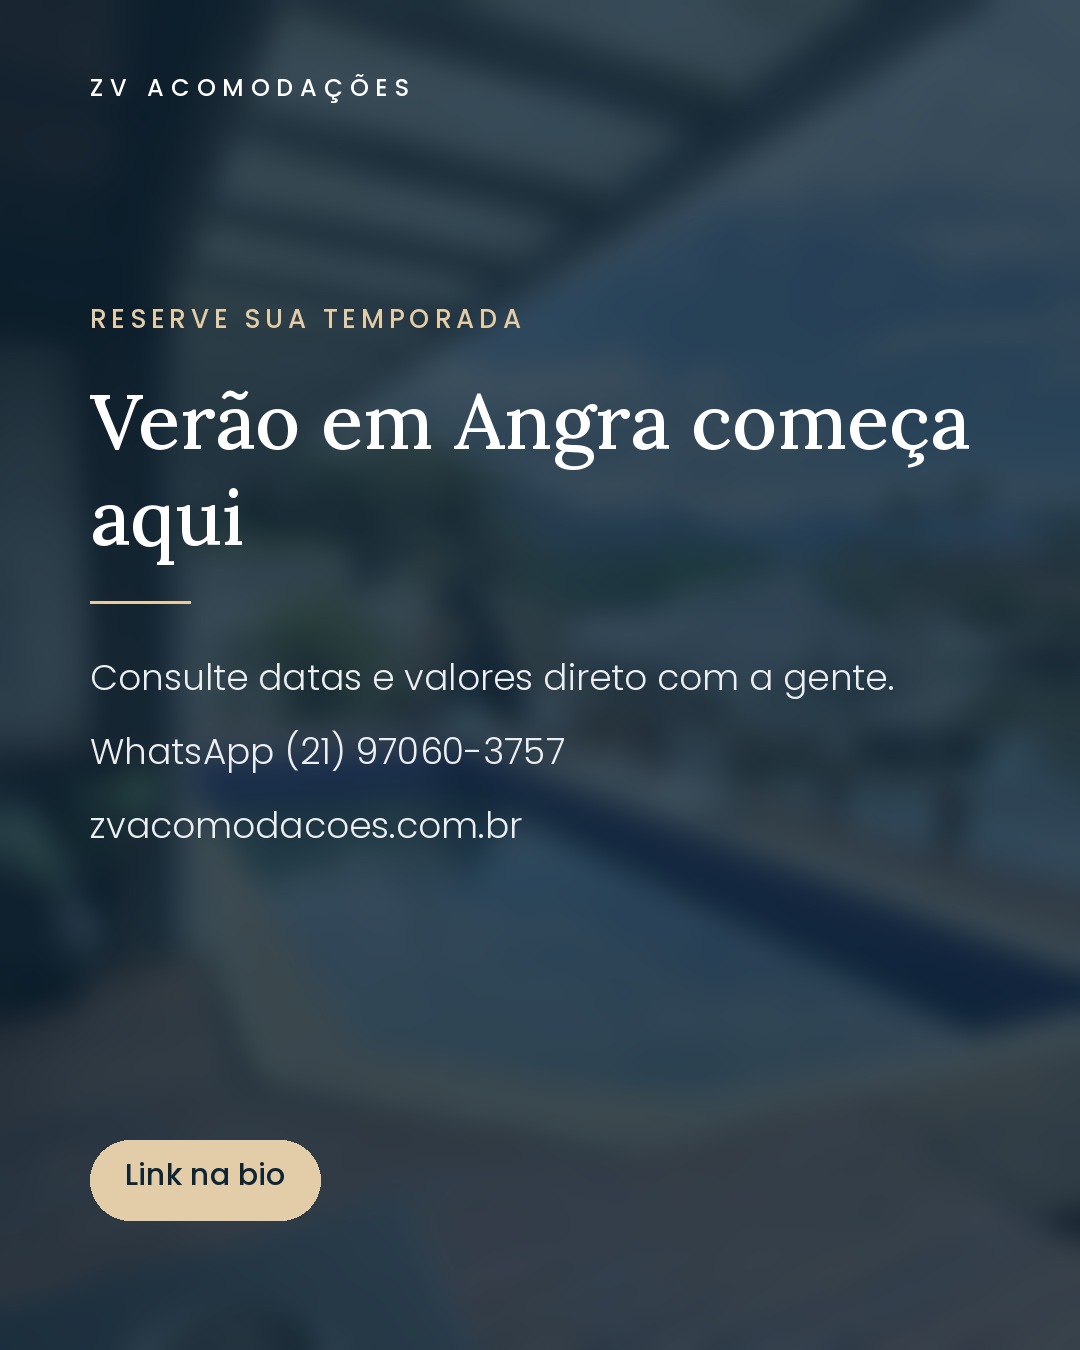 ZV ACOMODAÇÕES
RESERVE SUA TEMPORADA
Verão em Angra começa
aqui
Consulte datas e valores direto com a gente.
WhatsApp (21) 97060-3757
zvacomodacoes.com.br
Link na bio